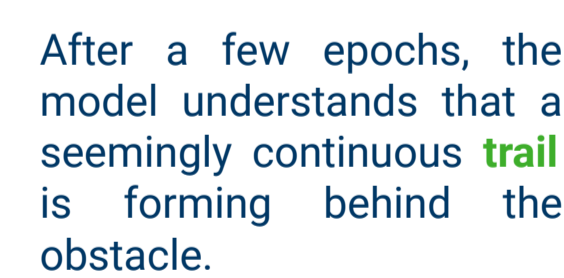 After a few epochs, the
model understands that a
seemingly continuous trail
is forming behind the
obstacle.